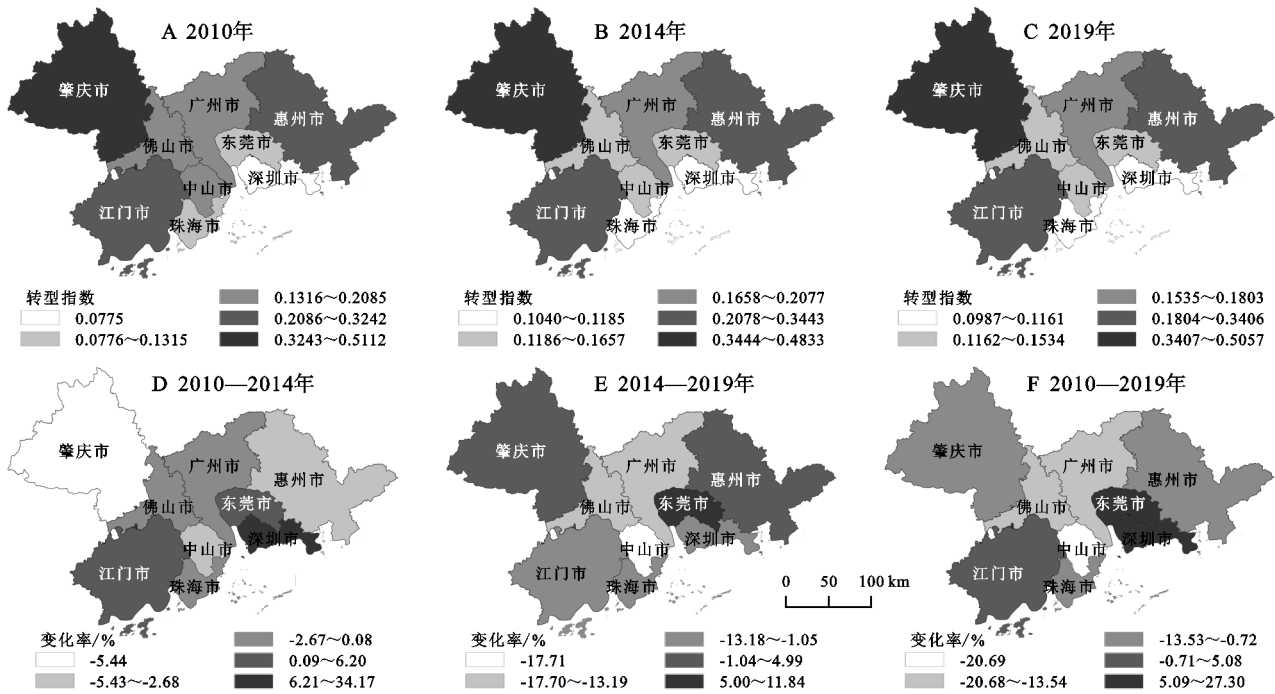 A 2010年
肇庆市
广州市
惠州市
佛山市
东莞市
中山市
深圳市
江门市
珠海市
转型指数
0.0775
0.0776～0.1315
0.1316～0.2085
0.2086～0.3242
0.3243～0.5112
B 2014年
肇庆市
广州市
惠州市
佛山市
东莞市
中山市
深圳市
江门市
珠海市
转型指数
0.1040～0.1185
0.1186～0.1657
0.1658～0.2077
0.2078～0.3443
0.3444～0.4833
C 2019年
肇庆市
广州市
惠州市
佛山市
东莞市
中山市
深圳市
江门市
珠海市
转型指数
0.0987～0.1161
0.1162～0.1534
0.1535～0.1803
0.1804～0.3406
0.3407～0.5057
D 2010—2014年
肇庆市
广州市
惠州市
佛山市
东莞市
中山市
深圳市
江门市
珠海市
变化率/%
-5.44
-5.43～-2.68
-2.67～0.08
0.09～6.20
6.21～34.17
E 2014—2019年
肇庆市
广州市
惠州市
佛山市
东莞市
中山市
深圳市
江门市
珠海市
0 50 100 km
变化率/%
-17.71
-17.70～-13.19
-13.18～-1.05
-1.04～4.99
5.00～11.84
F 2010—2019年
肇庆市
广州市
惠州市
佛山市
东莞市
中山市
深圳市
江门市
珠海市
变化率/%
-20.69
-20.68～-13.54
-13.53～-0.72
-0.71～5.08
5.09～27.30